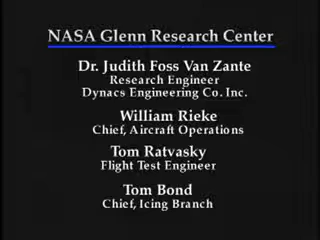 NASA Glenn Research Center
Dr. Judith Foss Van Zante
Research Engineer
Dynacs Engineering Co. Inc.
William Rieke
Chief, Aircraft Operations
Tom Ratvasky
Flight Test Engineer
Tom Bond
Chief, Icing Branch